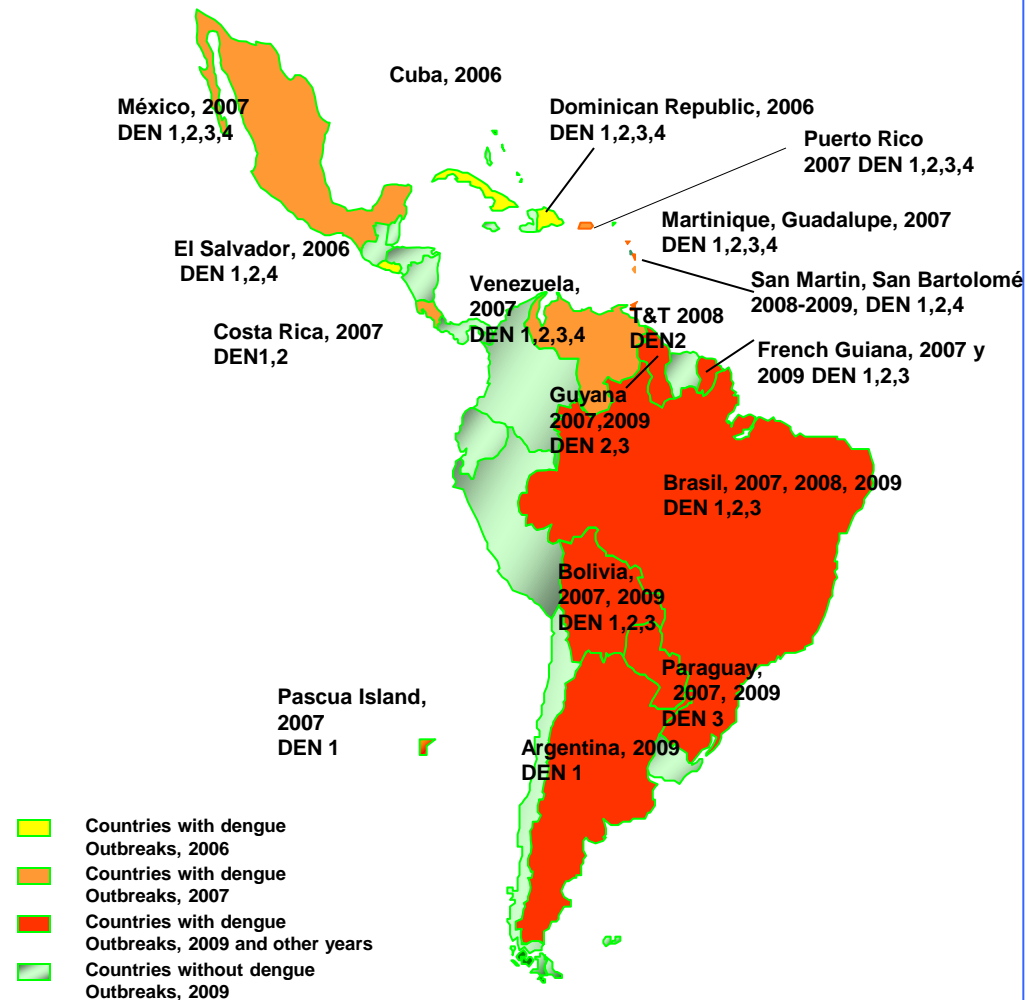 Cuba, 2006
México, 2007
DEN 1,2,3,4
Dominican Republic, 2006
DEN 1,2,3,4
Puerto Rico
2007 DEN 1,2,3,4
Martinique, Guadalupe, 2007
DEN 1,2,3,4
El Salvador, 2006
DEN 1,2,4
San Martin, San Bartolomé
2008-2009, DEN 1,2,4
Venezuela,
2007
DEN 1,2,3,4
T&T 2008
DEN2
Costa Rica, 2007
DEN1,2
French Guiana, 2007 y
2009 DEN 1,2,3
Guyana
2007,2009
DEN 2,3
Brasil, 2007, 2008, 2009
DEN 1,2,3
Bolivia,
2007, 2009
DEN 1,2,3
Paraguay,
2007, 2009
DEN 3
Pascua Island,
2007
DEN 1
Argentina, 2009
DEN 1
Countries with dengue
Outbreaks, 2006
Countries with dengue
Outbreaks, 2007
Countries with dengue
Outbreaks, 2009 and other years
Countries without dengue
Outbreaks, 2009